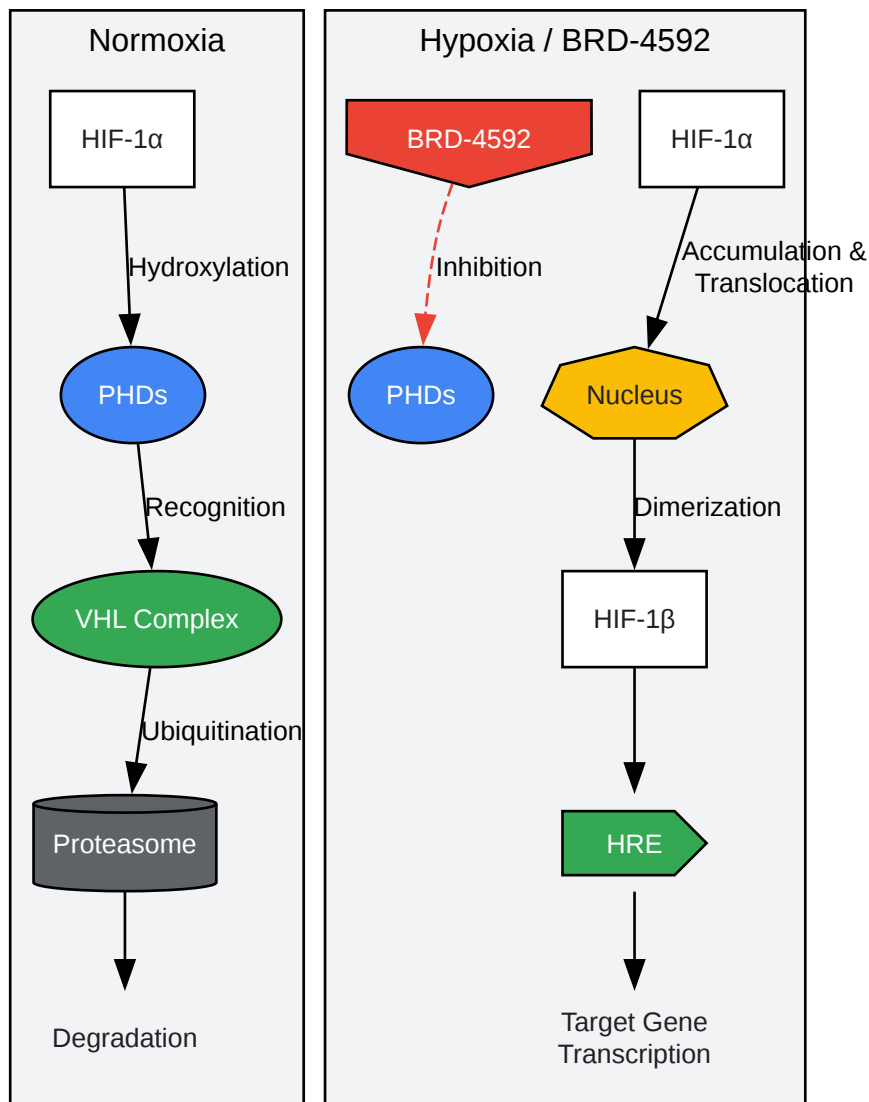 Normoxia
HIF-1α
Hydroxylation
PHDs
Recognition
VHL Complex
Ubiquitination
Proteasome
Degradation
Hypoxia / BRD-4592
BRD-4592
Inhibition
PHDs
HIF-1α
Accumulation &
Translocation
Nucleus
Dimerization
HIF-1β
HRE
Target Gene
Transcription